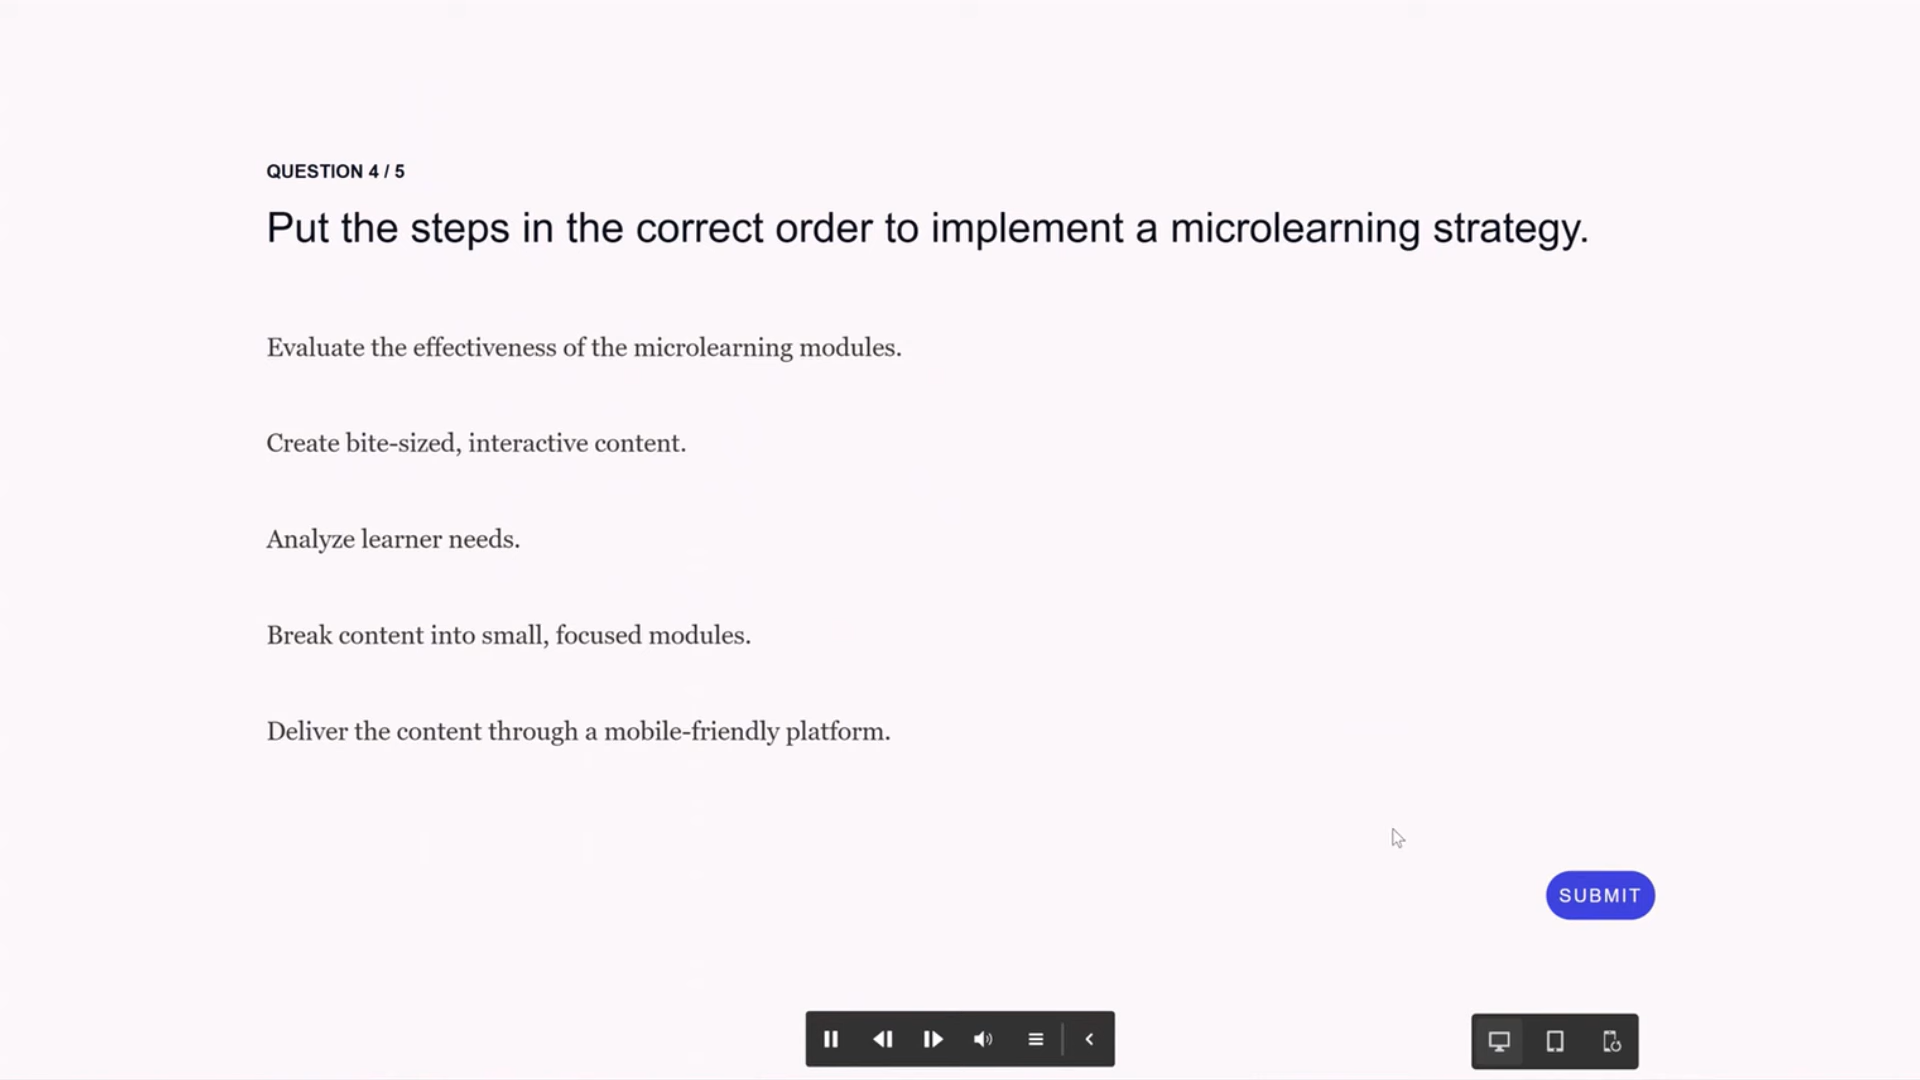 QUESTION 4 / 5
Put the steps in the correct order to implement a microlearning strategy.
Evaluate the effectiveness of the microlearning modules.
Create bite-sized, interactive content.
Analyze learner needs.
Break content into small, focused modules.
Deliver the content through a mobile-friendly platform.
SUBMIT